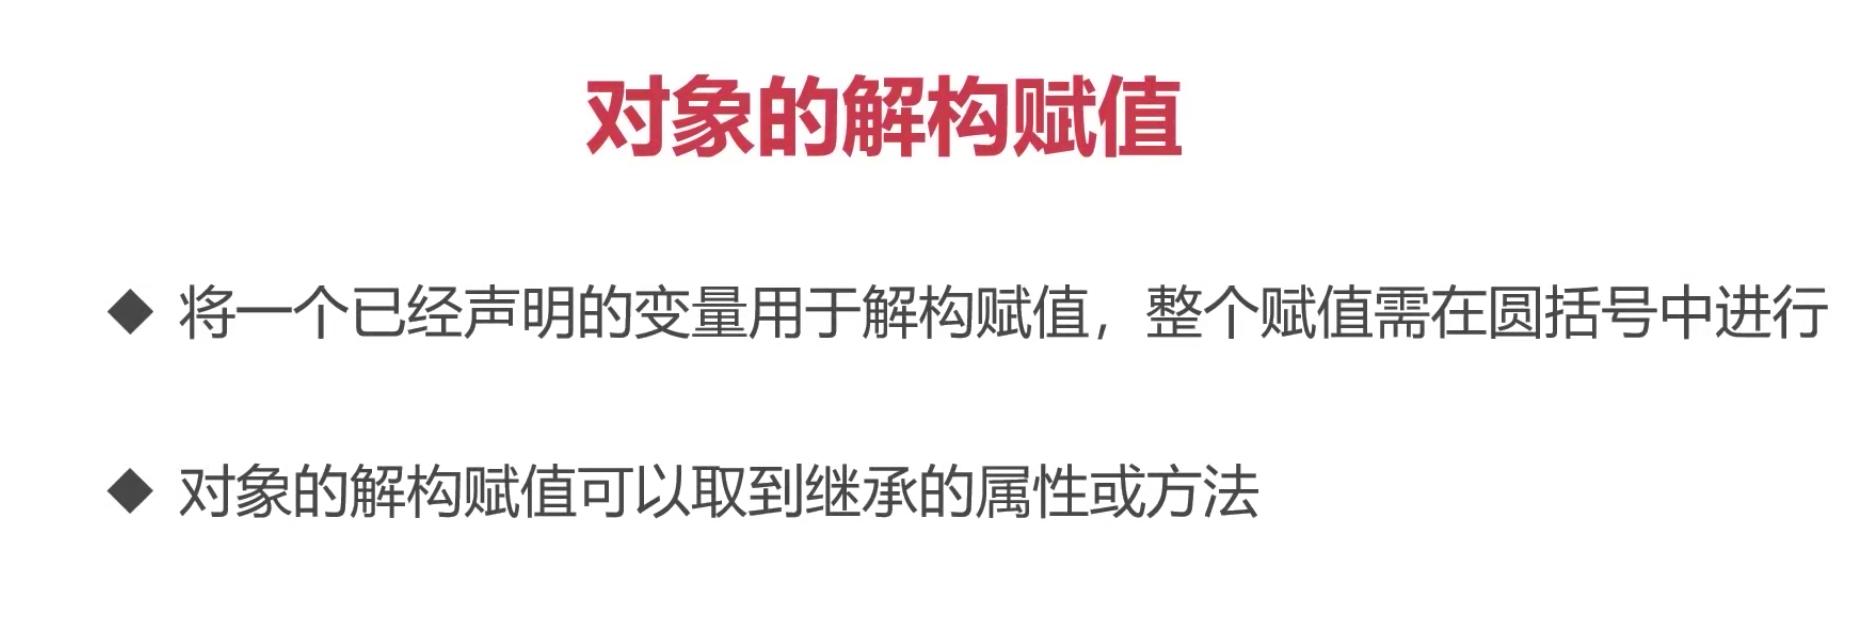 对象的解构赋值
◆ 将一个已经声明的变量用于解构赋值，整个赋值需在圆括号中进行
◆ 对象的解构赋值可以取到继承的属性或方法